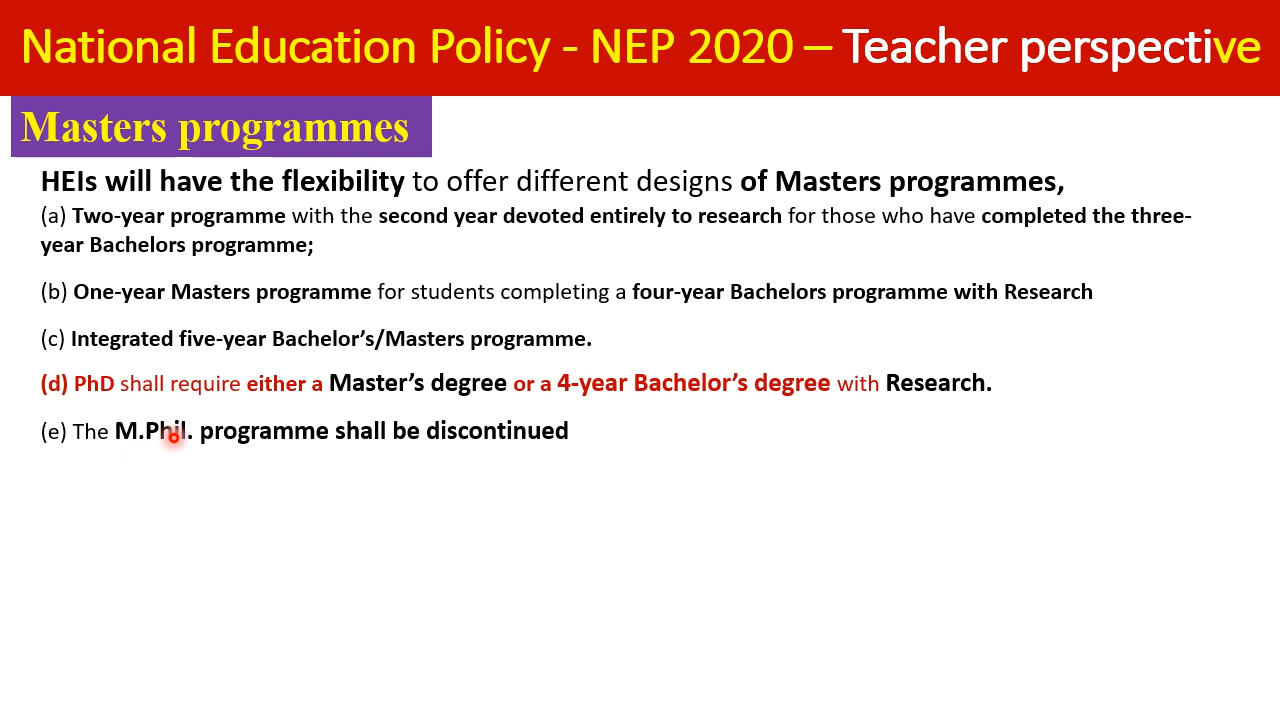 National Education Policy - NEP 2020 – Teacher perspective
Masters programmes
HEIs will have the flexibility to offer different designs of Masters programmes,
(a) Two-year programme with the second year devoted entirely to research for those who have completed the three-
year Bachelors programme;
(b) One-year Masters programme for students completing a four-year Bachelors programme with Research
(c) Integrated five-year Bachelor’s/Masters programme.
(d) PhD shall require either a Master’s degree or a 4-year Bachelor’s degree with Research.
(e) The M.Phil. programme shall be discontinued